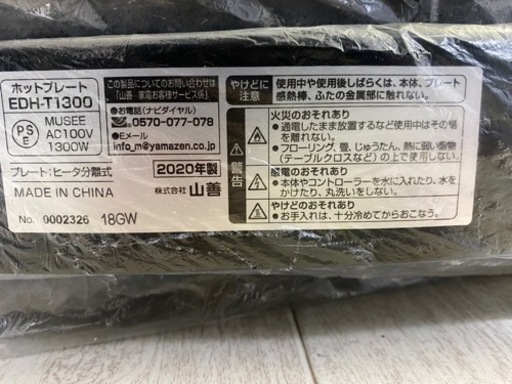 ホットプレート
EDH-T1300
PS E
MUSEE
AC100V
1300W
プレート:ヒータ分離式
MADE IN CHINA
No. 0002326 18GW
この製品についてのお問い合わせは
「山善 家電お客様サービス係」
●お電話(ナビダイヤル)
0570-077-078
●Eメール
info_m@yamazen.co.jp
2020年製
株式会社 山善
やけどに
注意
使用中や使用後しばらくは、本体、プレート
感熱棒、ふたの金属部に触れない。
警告
火災のおそれあり
●通電したまま放置するなど使用中はその場
を離れない。
●フローリング、畳、じゅうたん、熱に弱い敷物
(テーブルクロスなど)の上で使用しない。
感電のおそれあり
●本体やコントローラーを水に入れたり、水を
かけたり、丸洗いをしない。
やけどのおそれあり
●お手入れは、十分冷めてからおこなう。